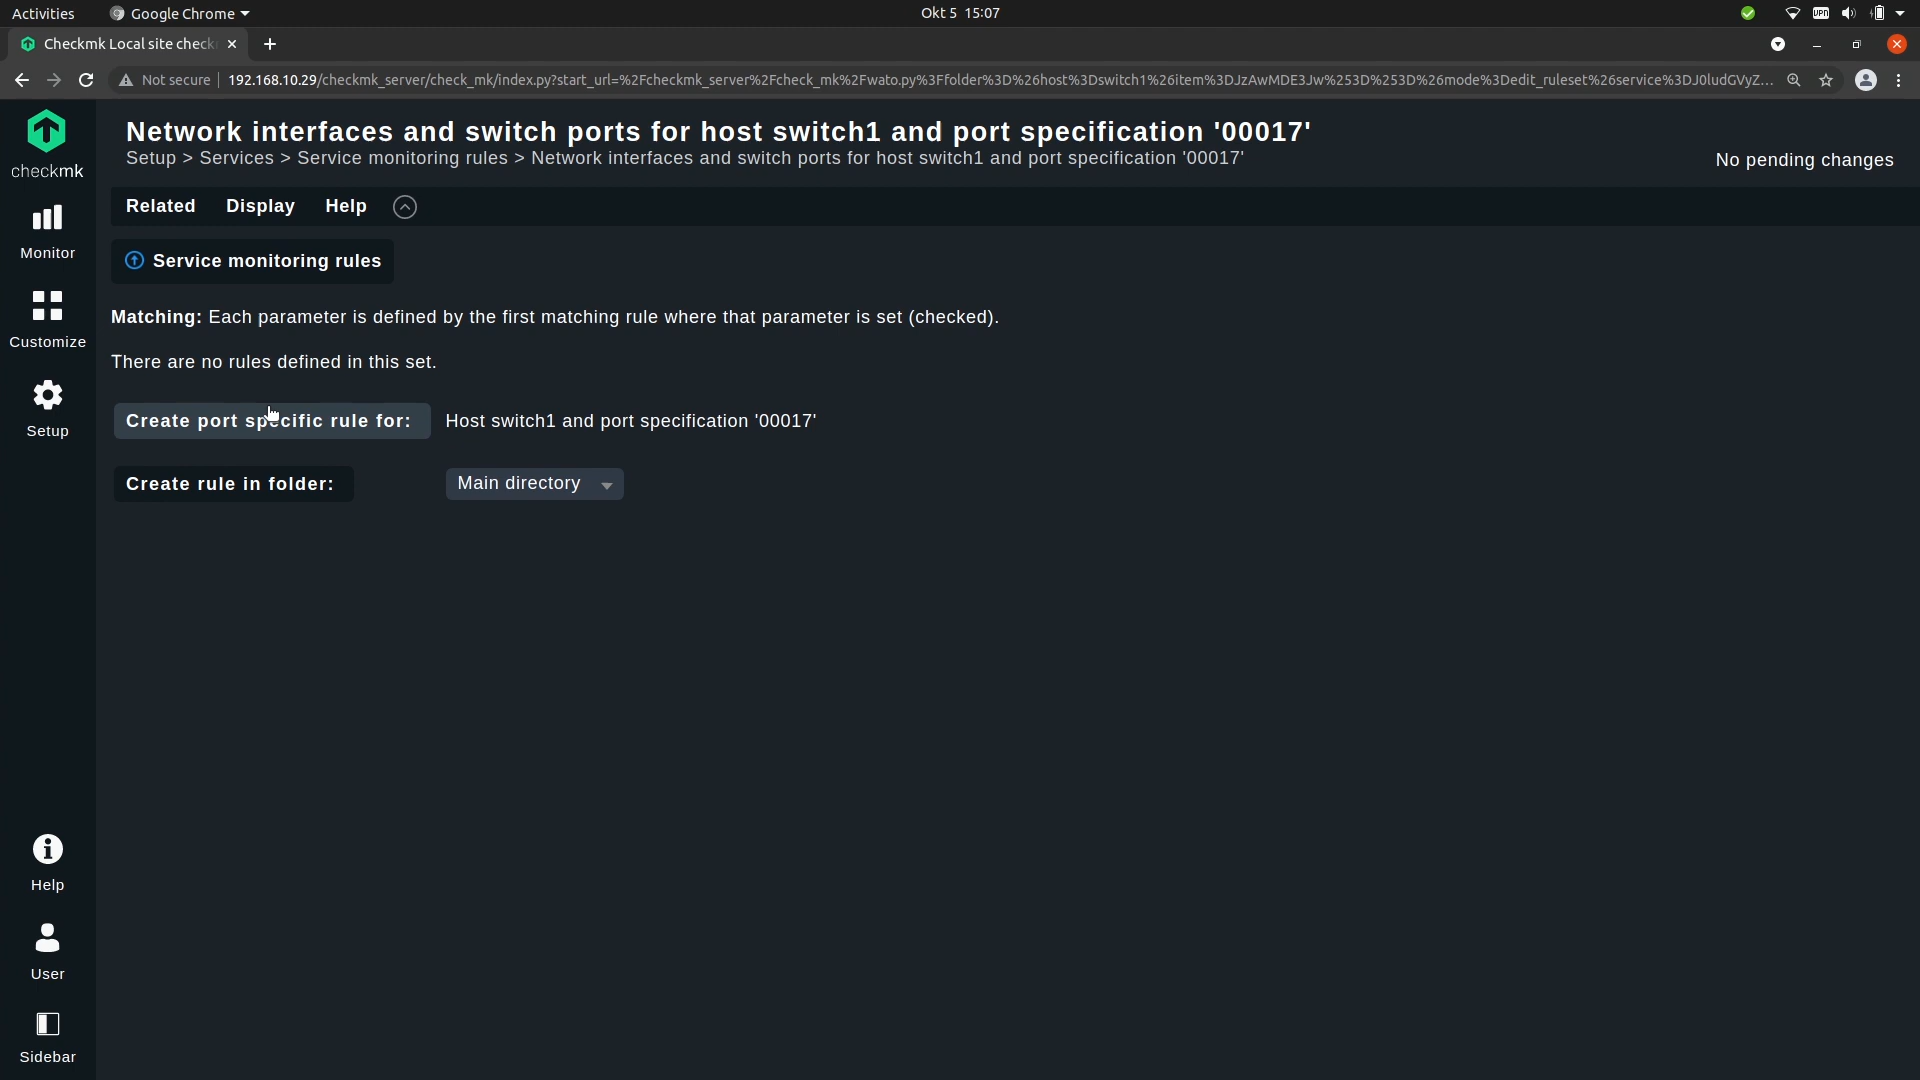 Activities
Google Chrome
Okt 5 15:07
VPN
Checkmk Local site check
Not secure
192.168.10.29/checkmk_server/check_mk/index.py?start_url=%2Fcheckmk_server%2Fcheck_mk%2Fwato.py%3Ffolder%3D%26host%3Dswitch1%26item%3DJzAwMDE3Jw%253D%253D%26mode%3Dedit_ruleset%26service%3DJ0ludGVyZ...
checkmk
Monitor
Customize
Setup
Help
User
Sidebar
Network interfaces and switch ports for host switch1 and port specification '00017'
Setup > Services > Service monitoring rules > Network interfaces and switch ports for host switch1 and port specification '00017'
No pending changes
Related
Display
Help
Service monitoring rules
Matching: Each parameter is defined by the first matching rule where that parameter is set (checked).
There are no rules defined in this set.
Create port specific rule for:
Host switch1 and port specification '00017'
Create rule in folder:
Main directory